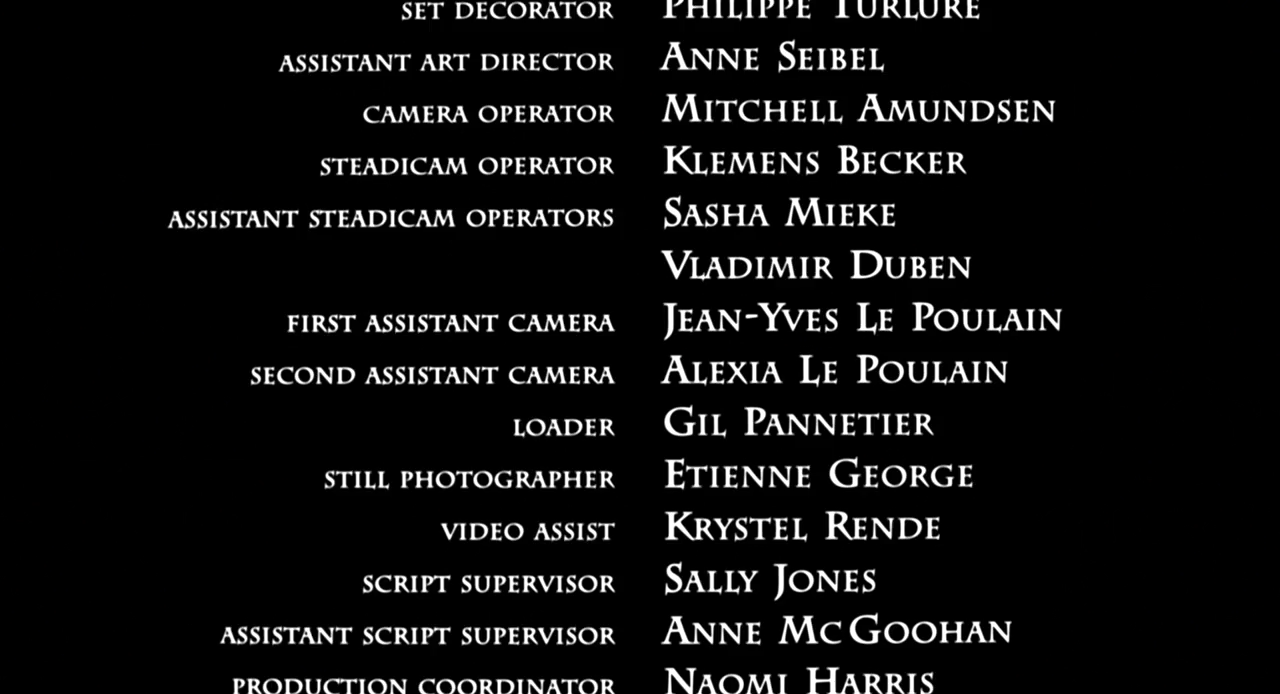 SET DECORATOR PHILIPPE TURLURE
ASSISTANT ART DIRECTOR ANNE SEIBEL
CAMERA OPERATOR MITCHELL AMUNDSEN
STEADICAM OPERATOR KLEMENS BECKER
ASSISTANT STEADICAM OPERATORS SASHA MIEKE
VLADIMIR DUBEN
FIRST ASSISTANT CAMERA JEAN-YVES LE POULAIN
SECOND ASSISTANT CAMERA ALEXIA LE POULAIN
LOADER GIL PANNETIER
STILL PHOTOGRAPHER ETIENNE GEORGE
VIDEO ASSIST KRYSTEL RENDE
SCRIPT SUPERVISOR SALLY JONES
ASSISTANT SCRIPT SUPERVISOR ANNE MCGOOHAN
PRODUCTION COORDINATOR NAOMI HARRIS